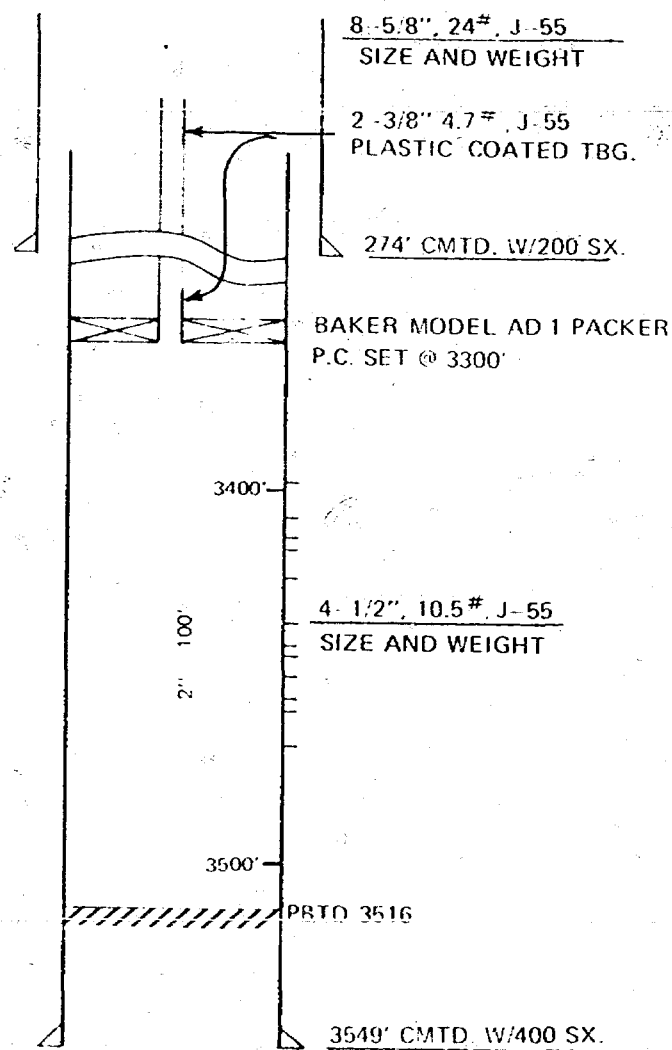 8-5/8", 24#, J-55
SIZE AND WEIGHT
2-3/8" 4.7#, J-55
PLASTIC COATED TBG.
274' CMTD. W/200 SX.
BAKER MODEL AD 1 PACKER
P.C. SET @ 3300'
3400'
4-1/2", 10.5#, J-55
SIZE AND WEIGHT
2" 100'
3500'
PBTD 3516
3549' CMTD. W/400 SX.